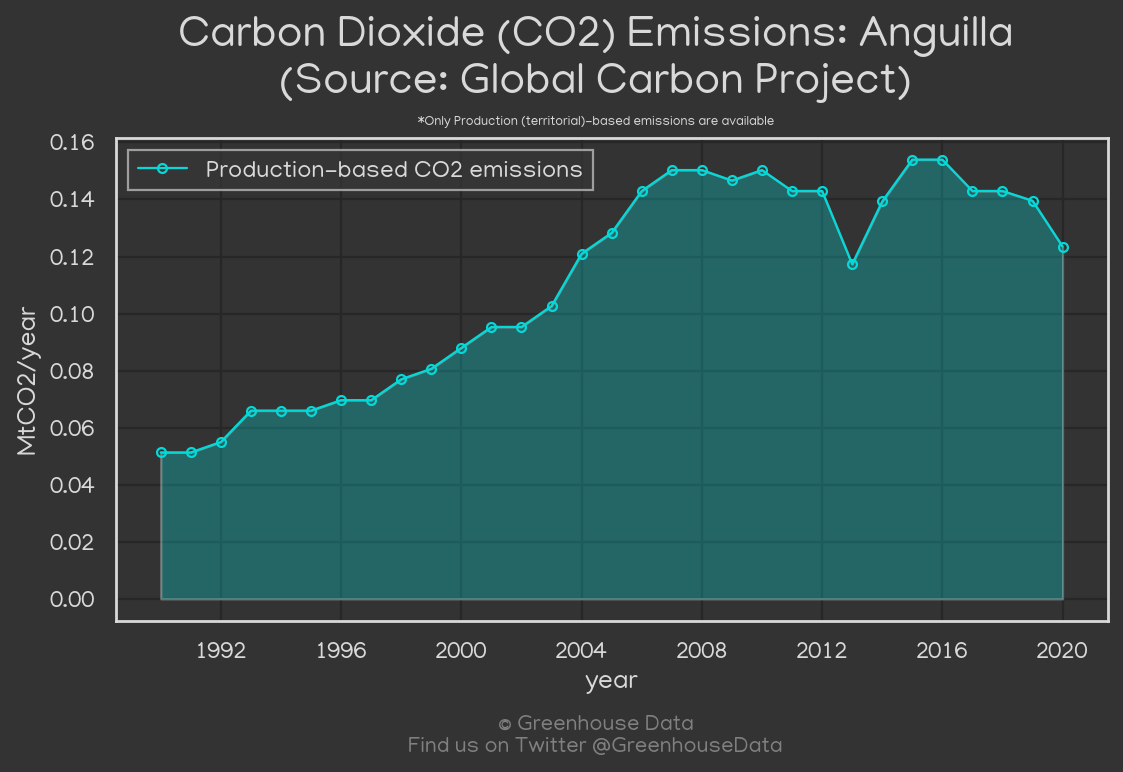 Carbon Dioxide (CO2) Emissions: Anguilla
(Source: Global Carbon Project)
*Only Production (territorial)-based emissions are available
Production-based CO2 emissions
0.16
0.14
0.12
0.10
0.08
0.06
0.04
0.02
0.00
MtCO2/year
1992 1996 2000 2004 2008 2012 2016 2020
year
© Greenhouse Data
Find us on Twitter @GreenhouseData